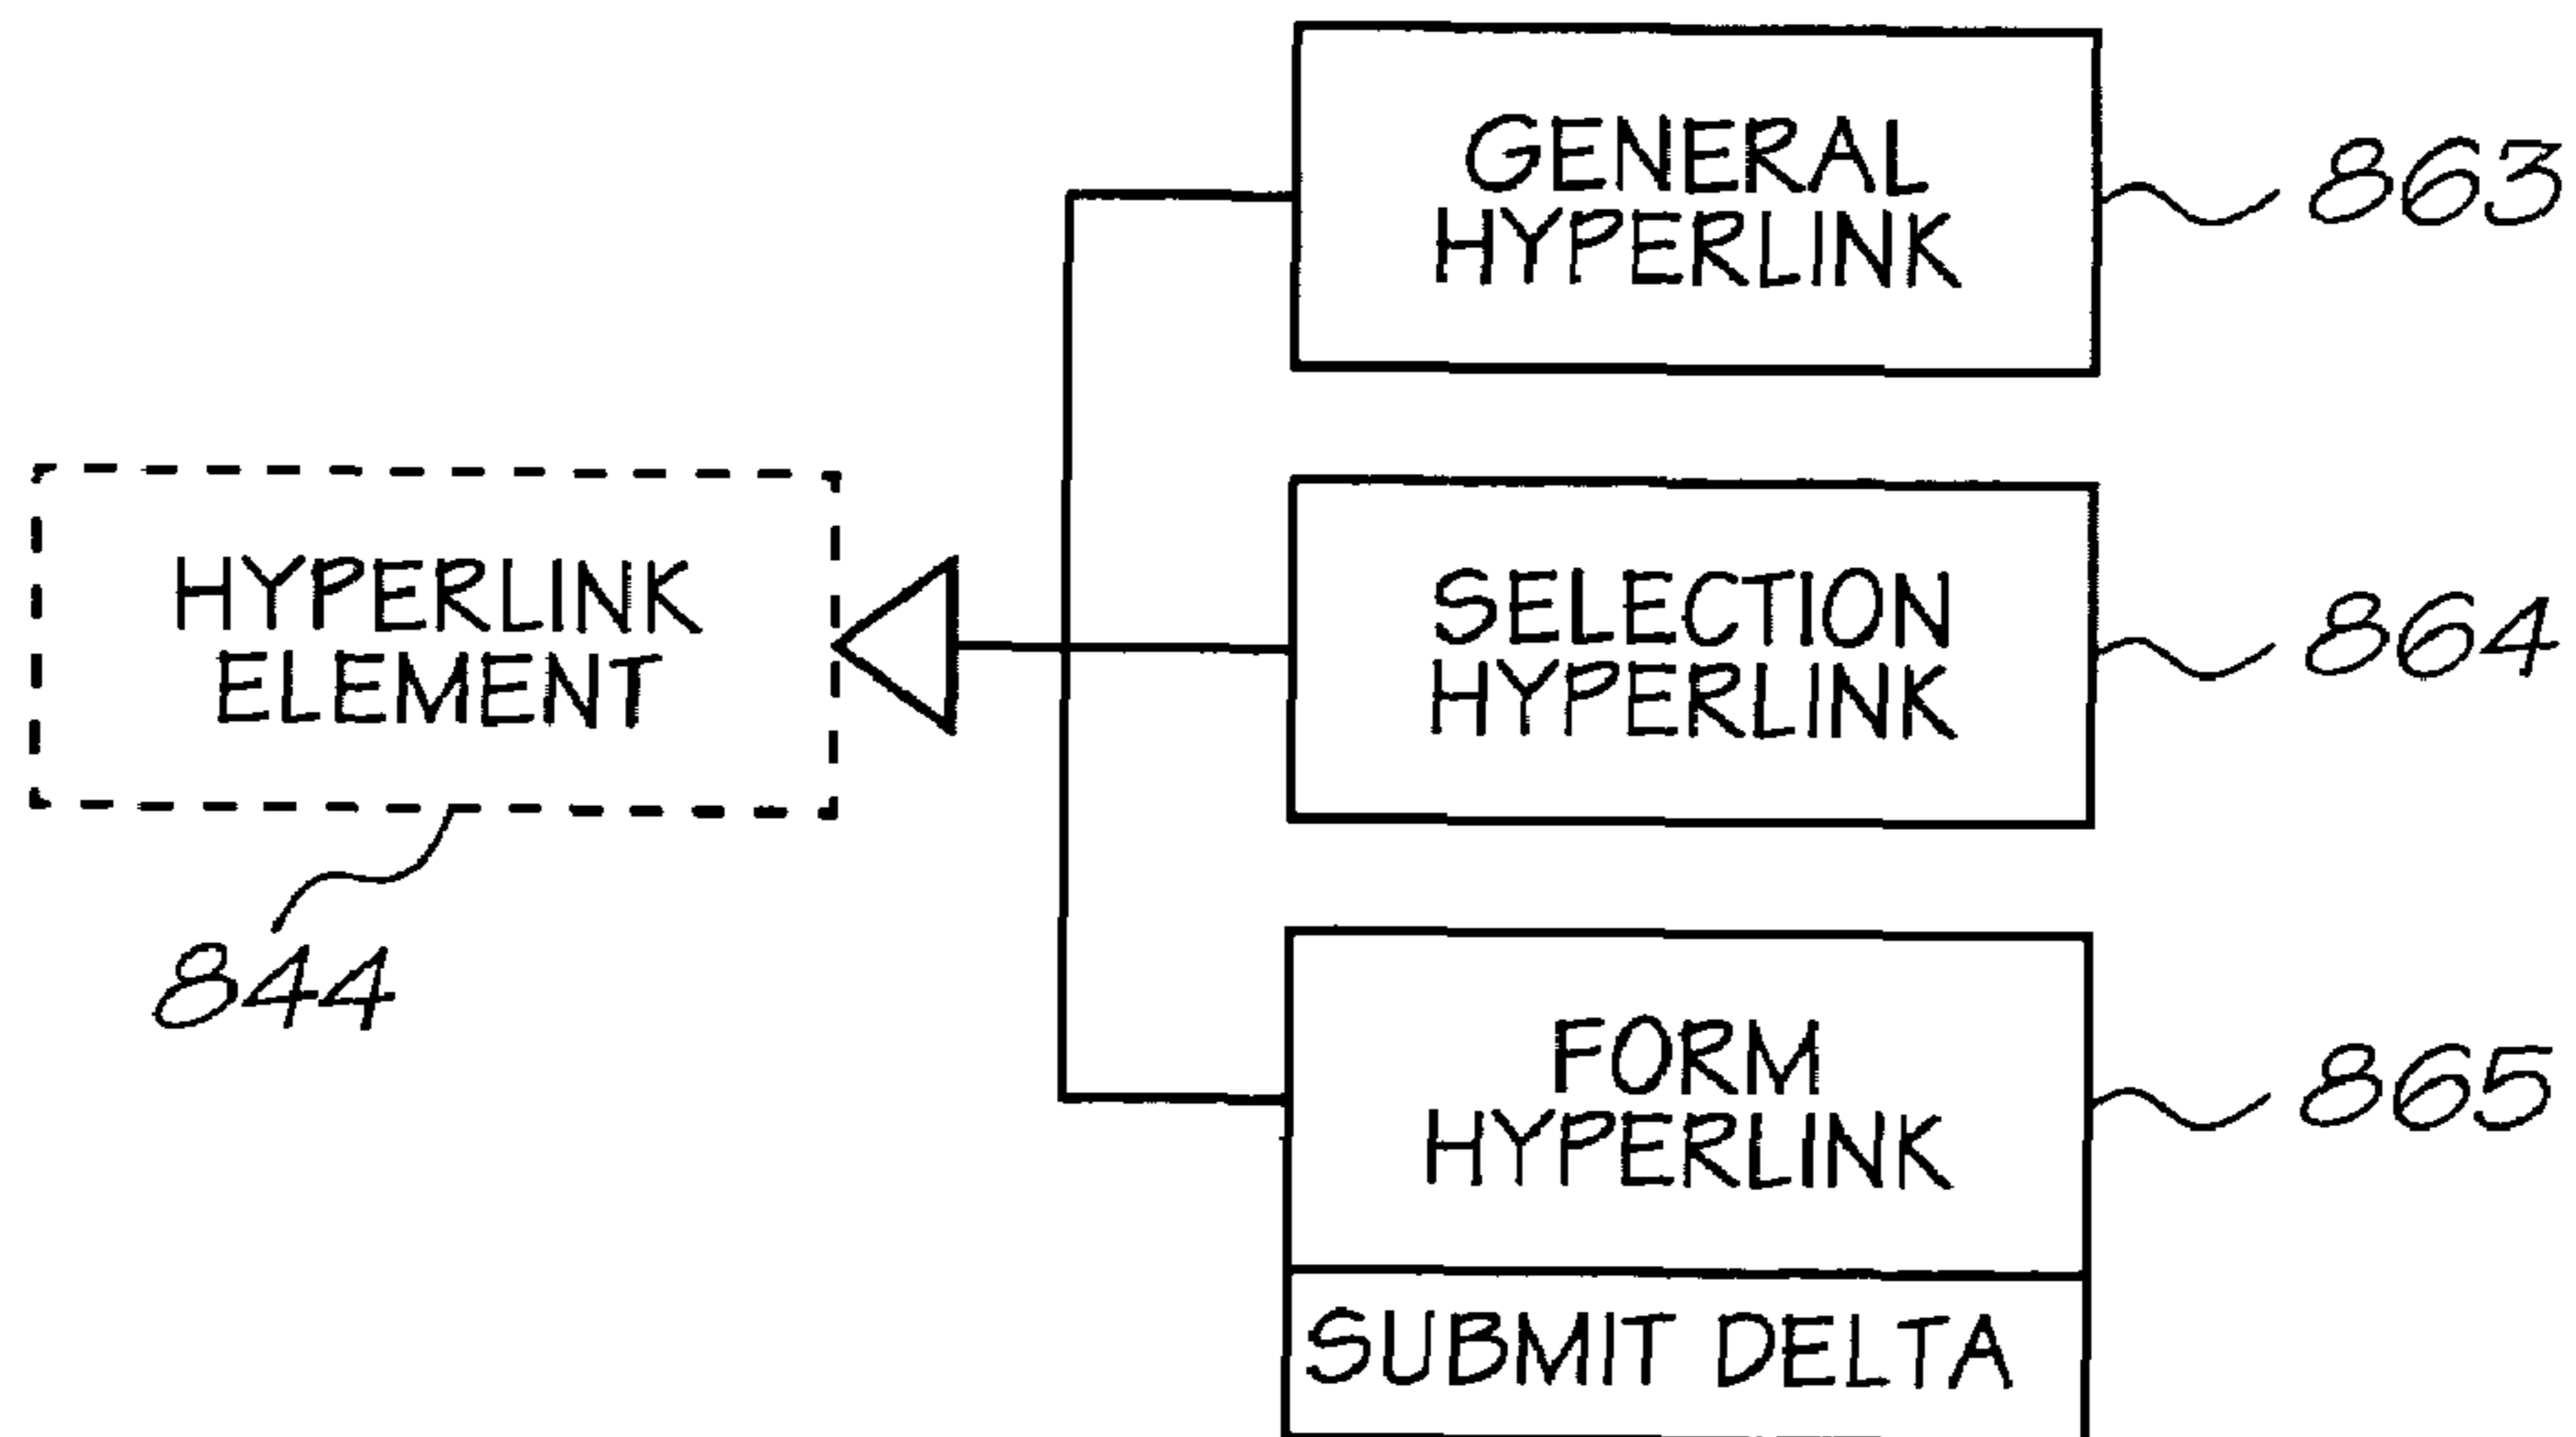 GENERAL
HYPERLINK
863
HYPERLINK
ELEMENT
844
SELECTION
HYPERLINK
864
FORM
HYPERLINK
865
SUBMIT DELTA